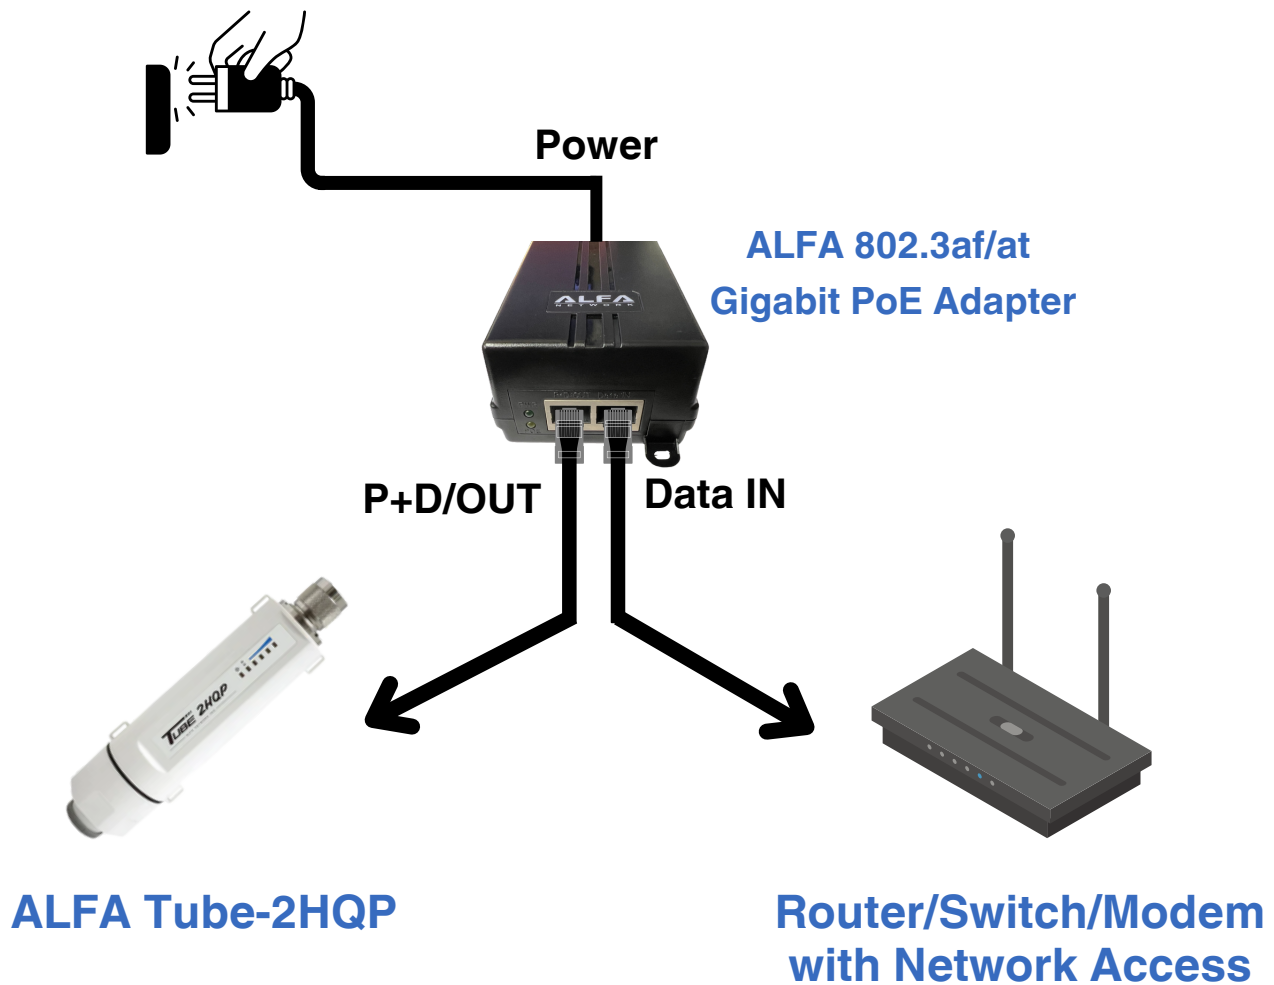 Power
ALFA 802.3af/at
Gigabit PoE Adapter
ALFA
NETWORK
P+D/OUT
Data IN
TUBE 2HQP
ALFA Tube-2HQP
Router/Switch/Modem
with Network Access